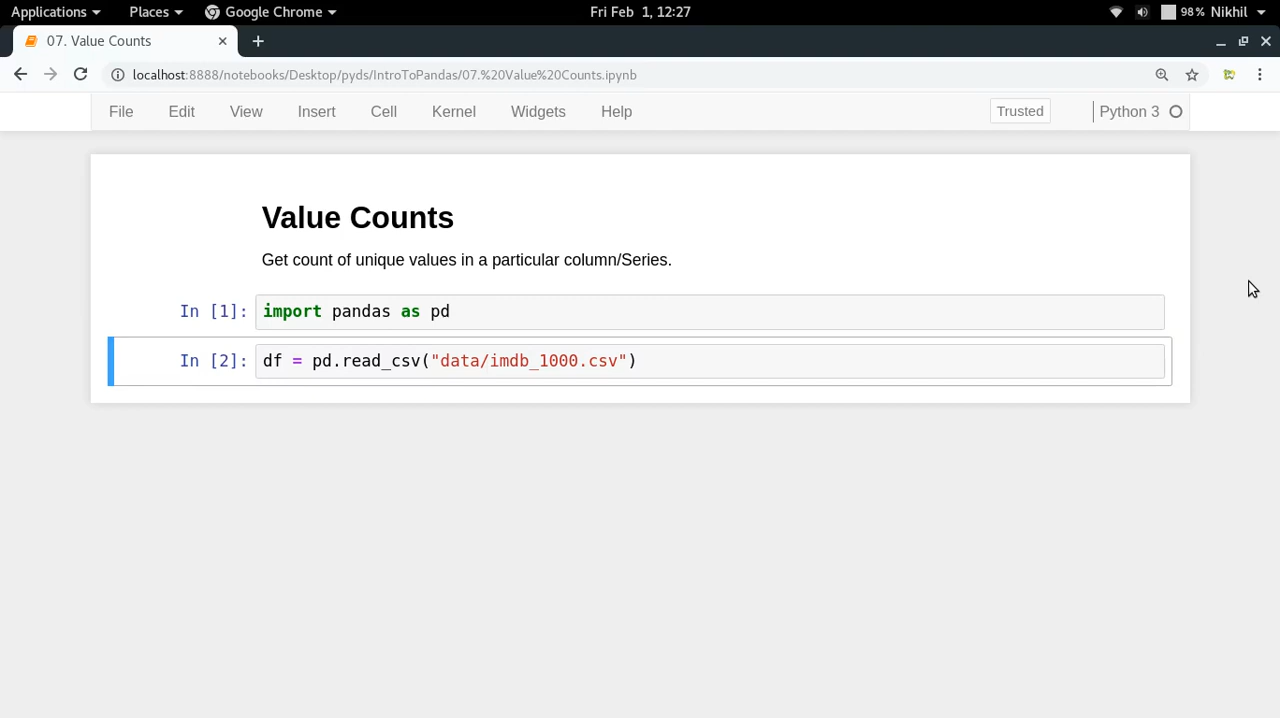 Applications Places Google Chrome Fri Feb 1, 12:27 98% Nikhil
07. Value Counts
localhost:8888/notebooks/Desktop/pyds/IntroToPandas/07.%20Value%20Counts.ipynb
File Edit View Insert Cell Kernel Widgets Help Trusted Python 3
Value Counts
Get count of unique values in a particular column/Series.
In [1]: import pandas as pd
In [2]: df = pd.read_csv("data/imdb_1000.csv")